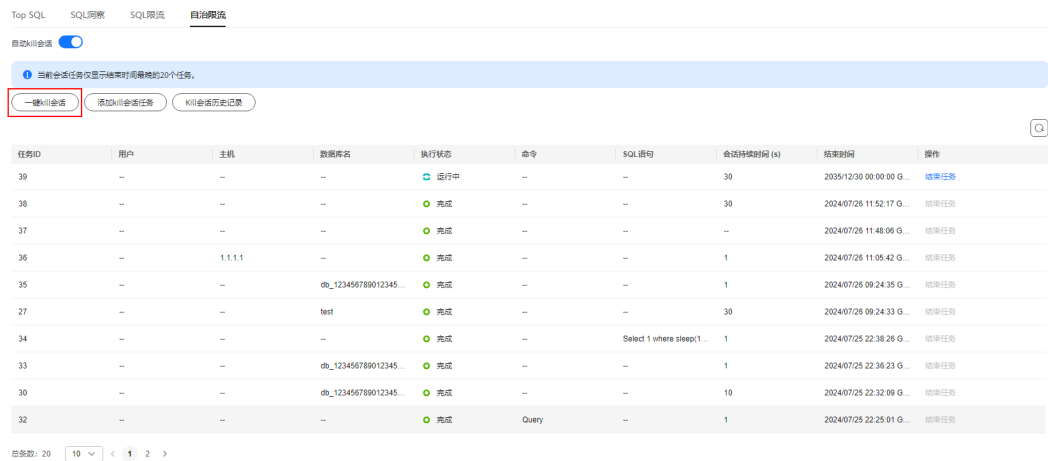 Top SQL SQL洞察 SQL限流 自治限流
自动kill会话
当前会话任务仅显示结束时间最晚的20个任务。
一键kill会话 添加kill会话任务 Kill会话历史记录
任务ID 用户 主机 数据库名 执行状态 命令 SQL语句 会话持续时间 (s) 结束时间 操作
39 -- -- -- 运行中 -- -- 30 2035/12/30 00:00:00 G... 结束任务
38 -- -- -- 完成 -- -- 30 2024/07/26 11:52:17 G... 结束任务
37 -- -- -- 完成 -- -- -- 2024/07/26 11:48:06 G... 结束任务
36 -- 1.1.1.1 -- 完成 -- -- 1 2024/07/26 11:05:42 G... 结束任务
35 -- -- db_123456789012345... 完成 -- -- 1 2024/07/26 09:24:35 G... 结束任务
27 -- -- test 完成 -- -- 30 2024/07/26 09:24:33 G... 结束任务
34 -- -- -- 完成 -- Select 1 where sleep(1... 1 2024/07/25 22:38:26 G... 结束任务
33 -- -- db_123456789012345... 完成 -- -- 1 2024/07/25 22:36:23 G... 结束任务
30 -- -- db_123456789012345... 完成 -- -- 10 2024/07/25 22:32:09 G... 结束任务
32 -- -- -- 完成 Query -- 1 2024/07/25 22:25:01 G... 结束任务
总条数: 20 10 < 1 2 >